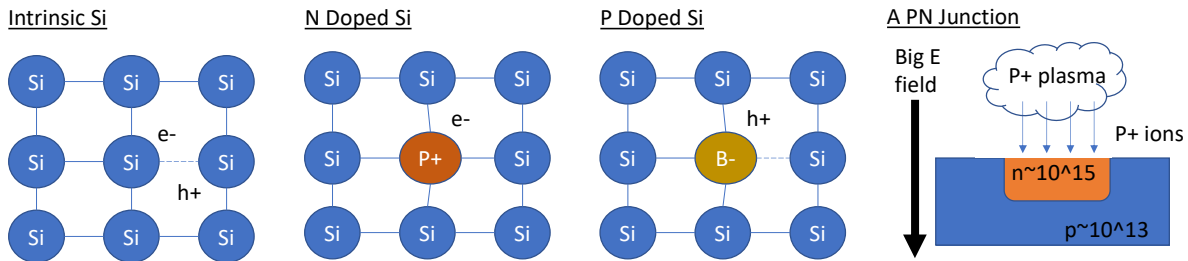 Intrinsic Si
Si Si Si
e-
Si Si Si
h+
Si Si Si
N Doped Si
Si Si Si
e-
Si P+ Si
Si Si Si
P Doped Si
Si Si Si
h+
Si B- Si
Si Si Si
A PN Junction
Big E
field
P+ plasma
P+ ions
n~10^15
p~10^13